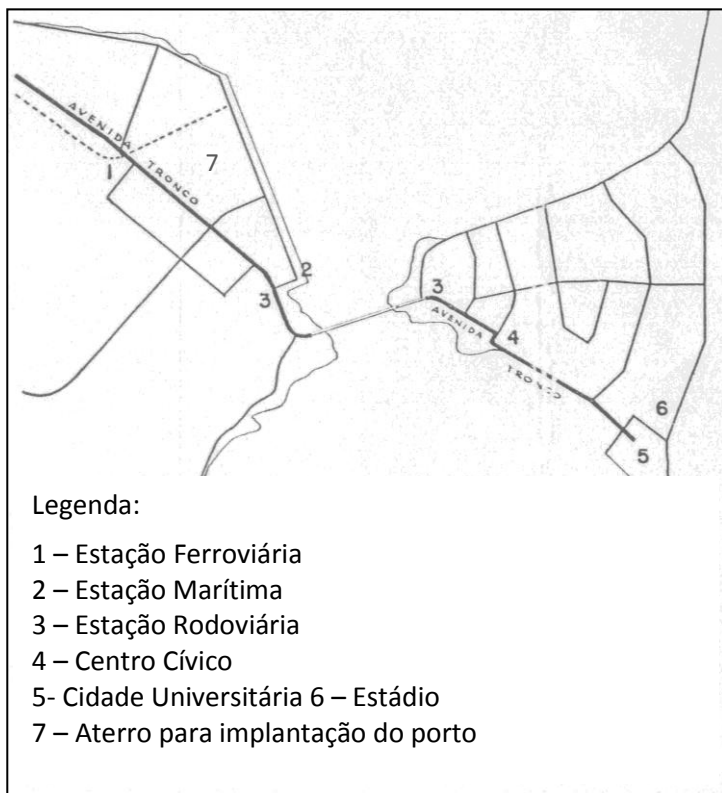 AVENIDA
TRONCO
7
1
2
3
3
AVENIDA
4
TRONCO
6
5
Legenda:
1 – Estação Ferroviária
2 – Estação Marítima
3 – Estação Rodoviária
4 – Centro Cívico
5- Cidade Universitária 6 – Estádio
7 – Aterro para implantação do porto